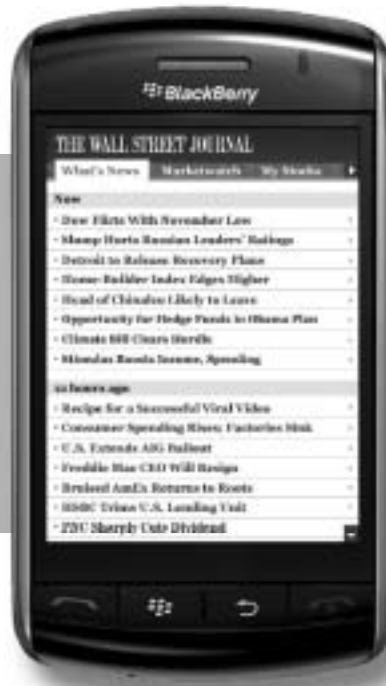 BlackBerry
THE WALL STREET JOURNAL
What's News Marketwatch My Stocks
Now
Dow Flirts With November Low
Slump Hurts Russian Leaders' Ratings
Detroit to Release Recovery Plans
Home-Builder Index Edges Higher
Head of Chinalco Likely to Leave
Opportunity for Hedge Funds in Obama Plan
Climate Bill Clears Hurdle
Stimulus Boosts Income, Spending
12 hours ago
Recipe for a Successful Viral Video
Consumer Spending Rises; Factories Sink
U.S. Extends AIG Bailout
Freddie Mac CEO Will Resign
Bruised AmEx Returns to Roots
HSBC Trims U.S. Lending Unit
PNC Sharply Cuts Dividend